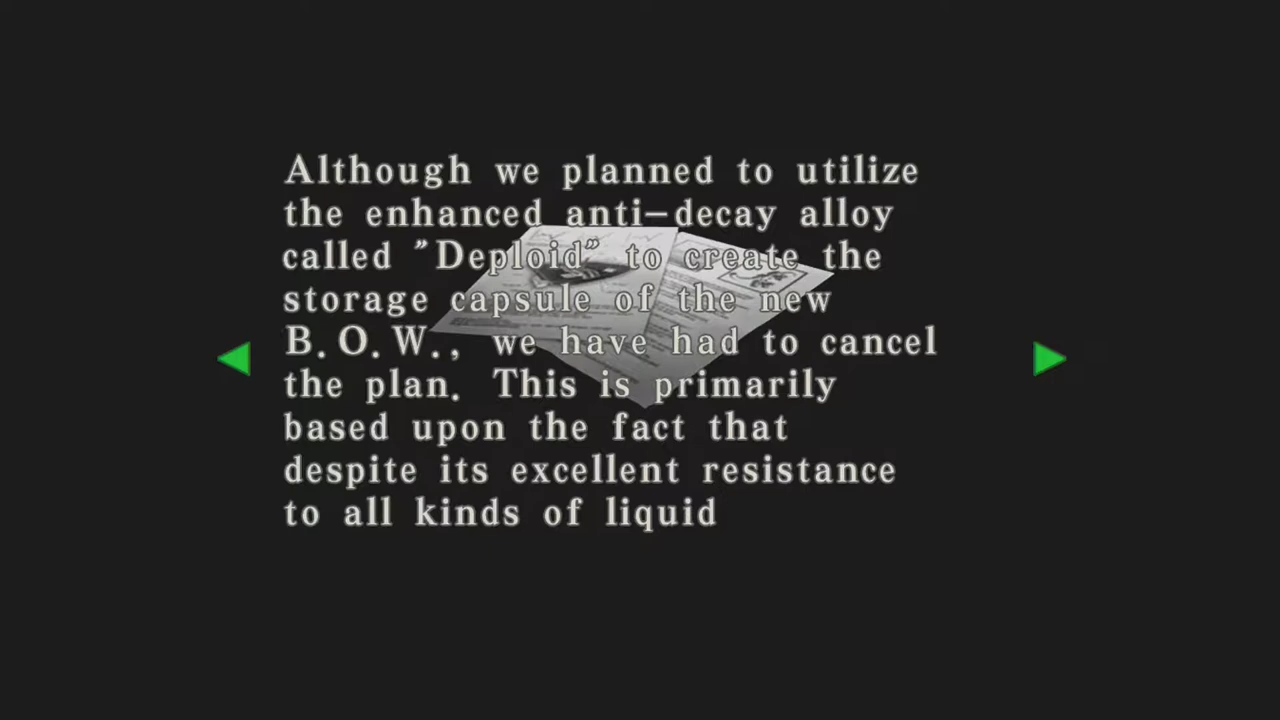 Although we planned to utilize
the enhanced anti-decay alloy
called "Deploid" to create the
storage capsule of the new
B.O.W., we have had to cancel
the plan. This is primarily
based upon the fact that
despite its excellent resistance
to all kinds of liquid